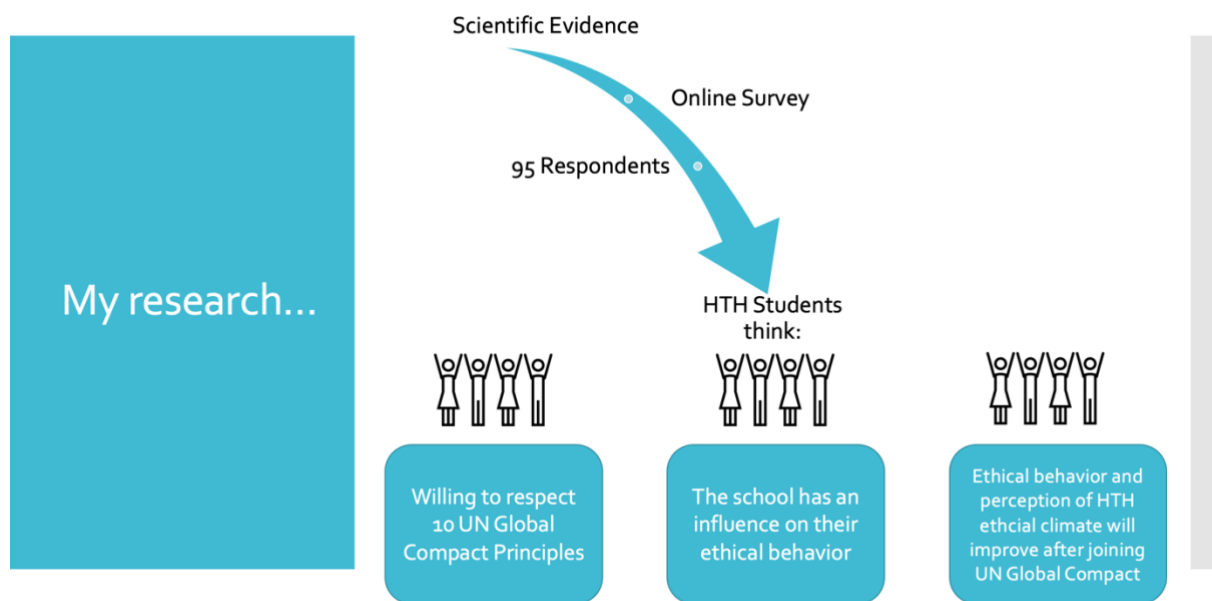 Scientific Evidence
Online Survey
95 Respondents
My research...
HTH Students
think:
Willing to respect
10 UN Global
Compact Principles
The school has an
influence on their
ethical behavior
Ethical behavior and
perception of HTH
ethcial climate will
improve after joining
UN Global Compact